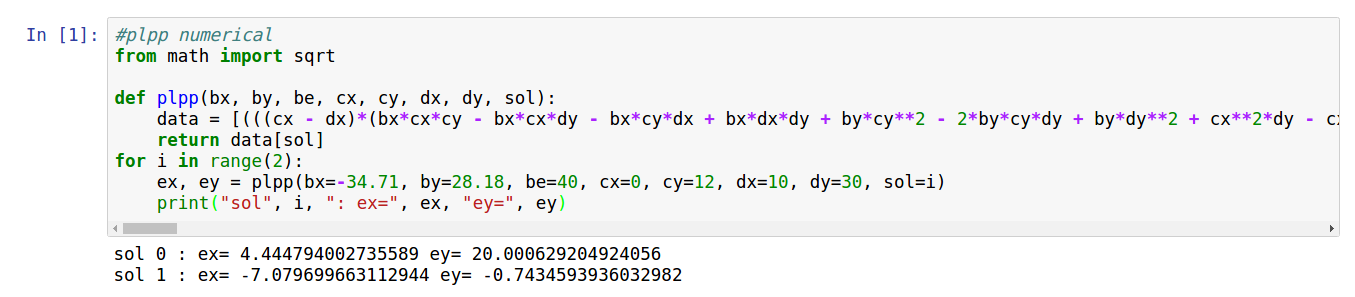 In [1]: #plpp numerical
from math import sqrt
def plpp(bx, by, be, cx, cy, dx, dy, sol):
    data = [(((cx - dx)*(bx*cx*cy - bx*cx*dy - bx*cy*dx + bx*dx*dy + by*cy**2 - 2*by*cy*dy + by*dy**2 + cx**2*dy - c
    return data[sol]
for i in range(2):
    ex, ey = plpp(bx=-34.71, by=28.18, be=40, cx=0, cy=12, dx=10, dy=30, sol=i)
    print("sol", i, ": ex=", ex, "ey=", ey)
sol 0 : ex= 4.444794002735589 ey= 20.000629204924056
sol 1 : ex= -7.079699663112944 ey= -0.7434593936032982